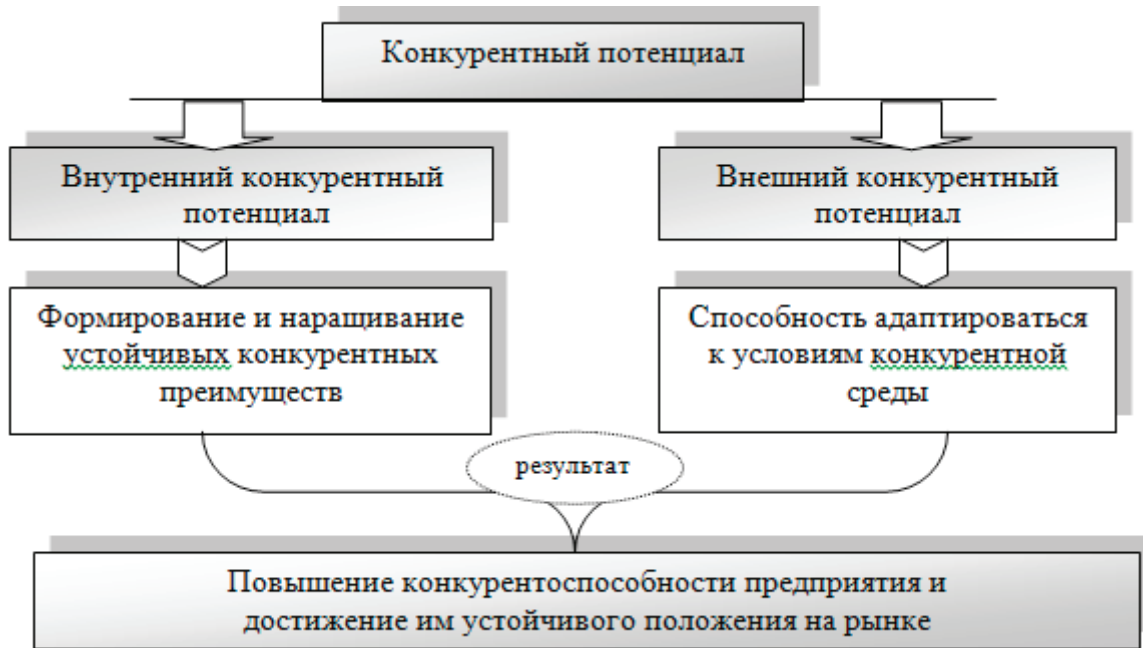 Конкурентный потенциал
Внутренний конкурентный
потенциал
Внешний конкурентный
потенциал
Формирование и наращивание
устойчивых конкурентных
преимуществ
Способность адаптироваться
к условиям конкурентной
среды
результат
Повышение конкурентоспособности предприятия и
достижение им устойчивого положения на рынке